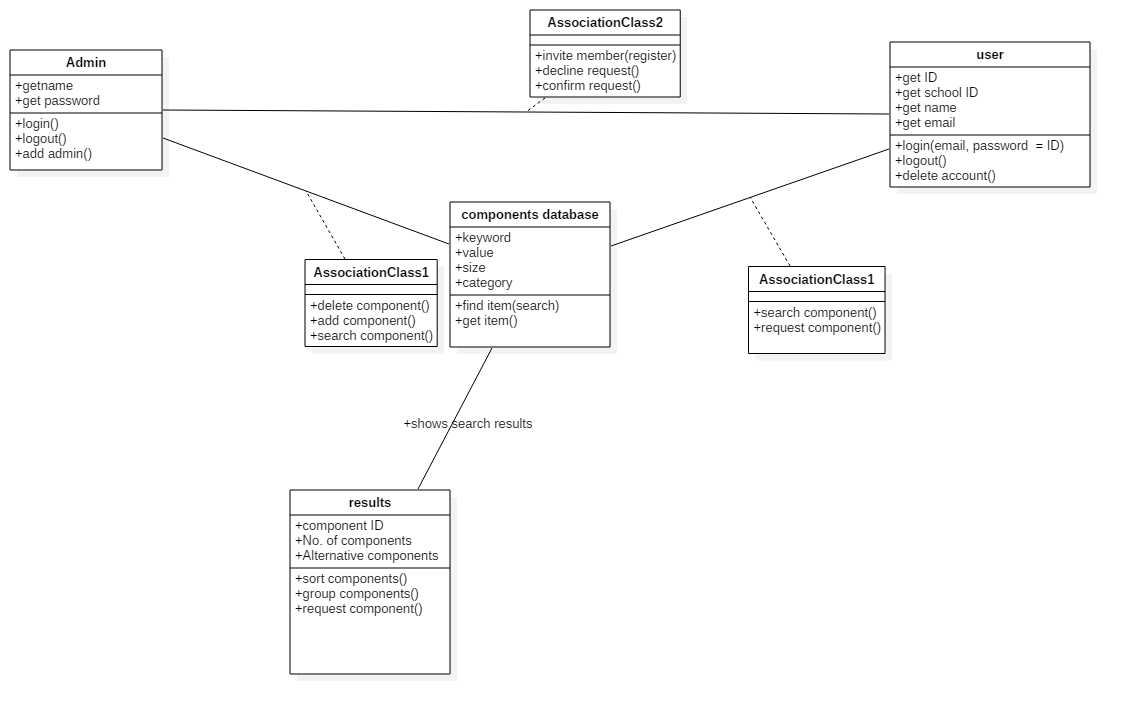 AssociationClass2
+invite member(register)
+decline request()
+confirm request()
Admin
+getname
+get password
+login()
+logout()
+add admin()
user
+get ID
+get school ID
+get name
+get email
+login(email, password  = ID)
+logout()
+delete account()
components database
+keyword
+value
+size
+category
+find item(search)
+get item()
AssociationClass1
+delete component()
+add component()
+search component()
AssociationClass1
+search component()
+request component()
+shows search results
results
+component ID
+No. of components
+Alternative components
+sort components()
+group components()
+request component()